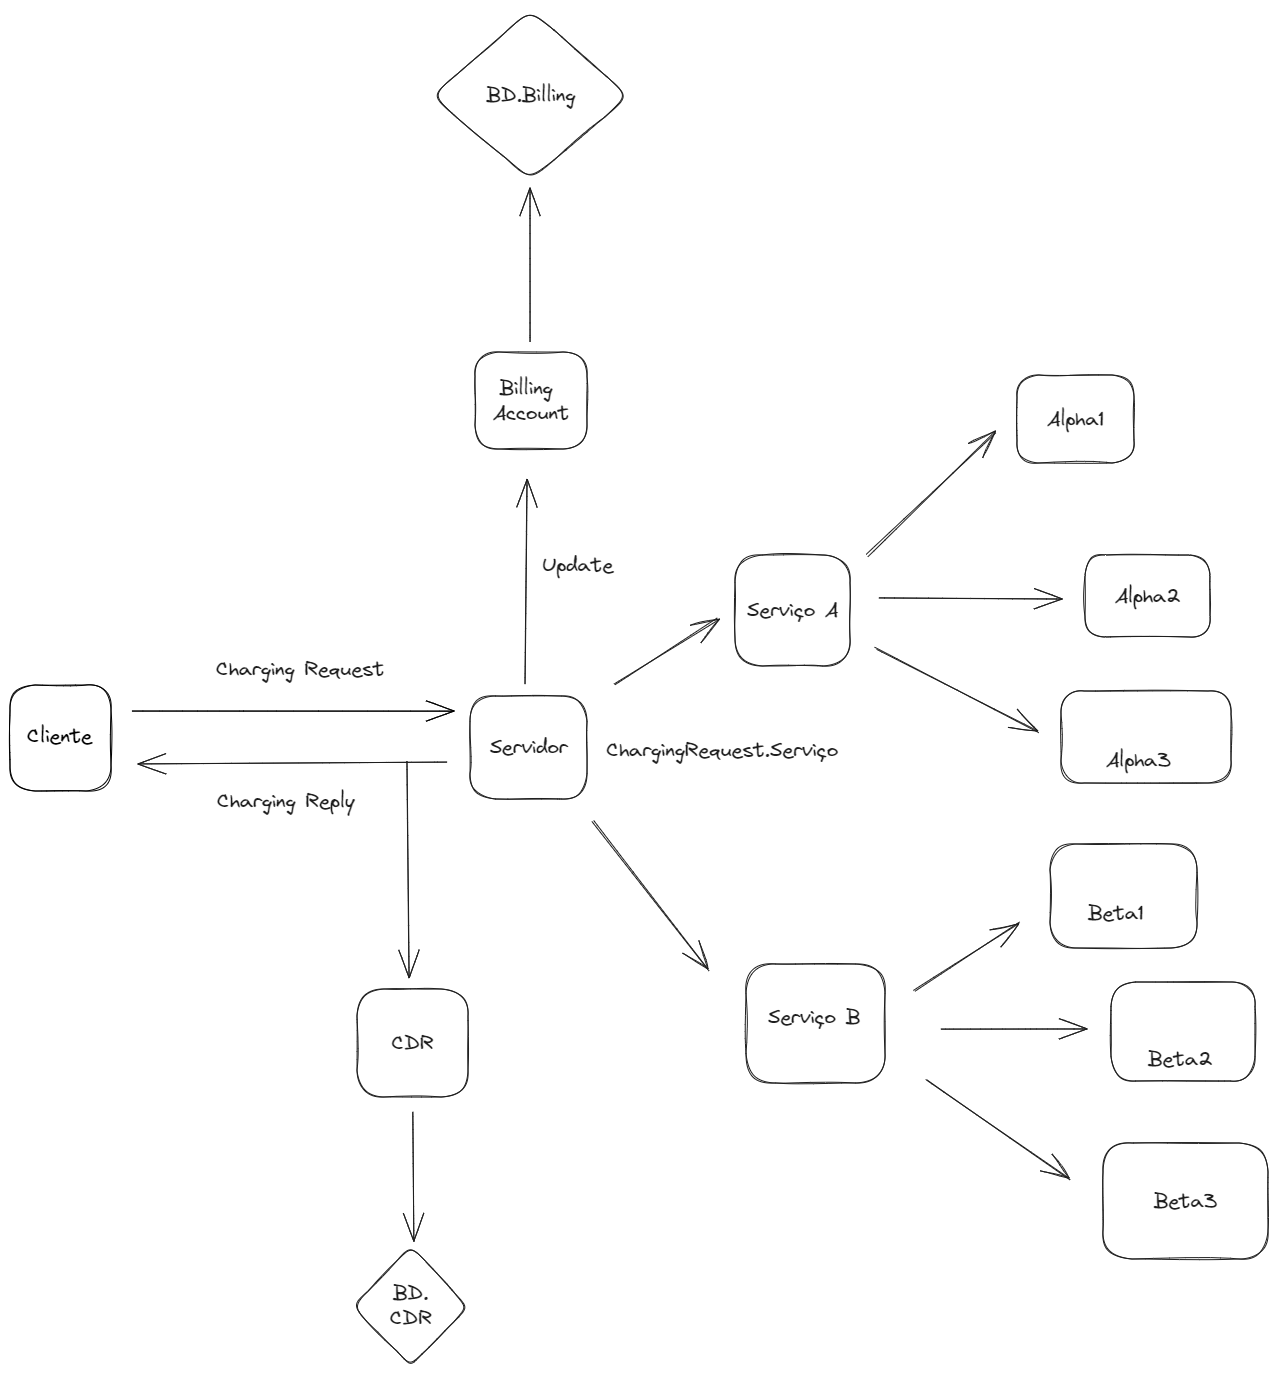 BD.Billing
Billing
Account
Alpha1
Update
Alpha2
Serviço A
Charging Request
Cliente
Servidor
ChargingRequest.Serviço
Alpha3
Charging Reply
Beta1
Serviço B
CDR
Beta2
Beta3
BD.
CDR